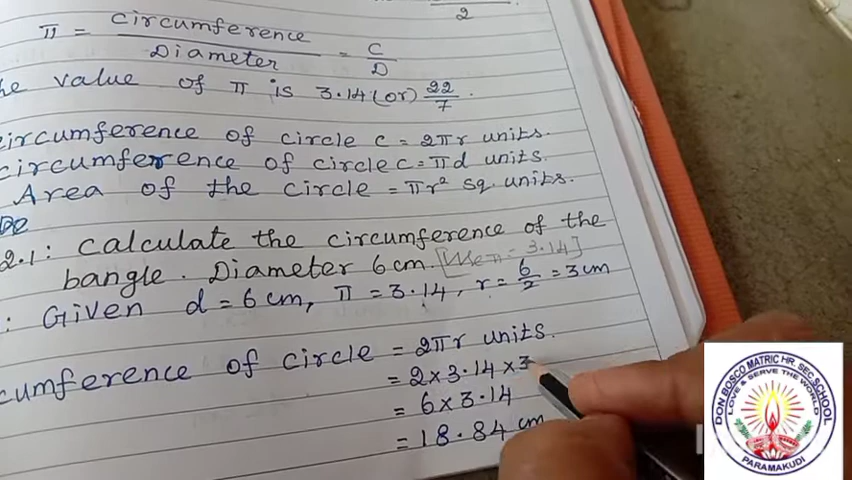 2
π = circumference / Diameter = C / D
he value of π is 3.14 (or) 22/7.
circumference of circle c = 2πr units.
circumference of circle c = πd units.
Area of the circle = πr² sq. units.
2.1: Calculate the circumference of the
bangle. Diameter 6 cm. [Use π = 3.14]
: Given d = 6 cm, π = 3.14, r = 6/2 = 3 cm
cumference of circle = 2πr units.
= 2 × 3.14 × 3
= 6 × 3.14
= 18.84 cm
DON BOSCO MATRIC HR. SEC SCHOOL
LOVE & SERVE THE WORLD
PARAMAKUDI